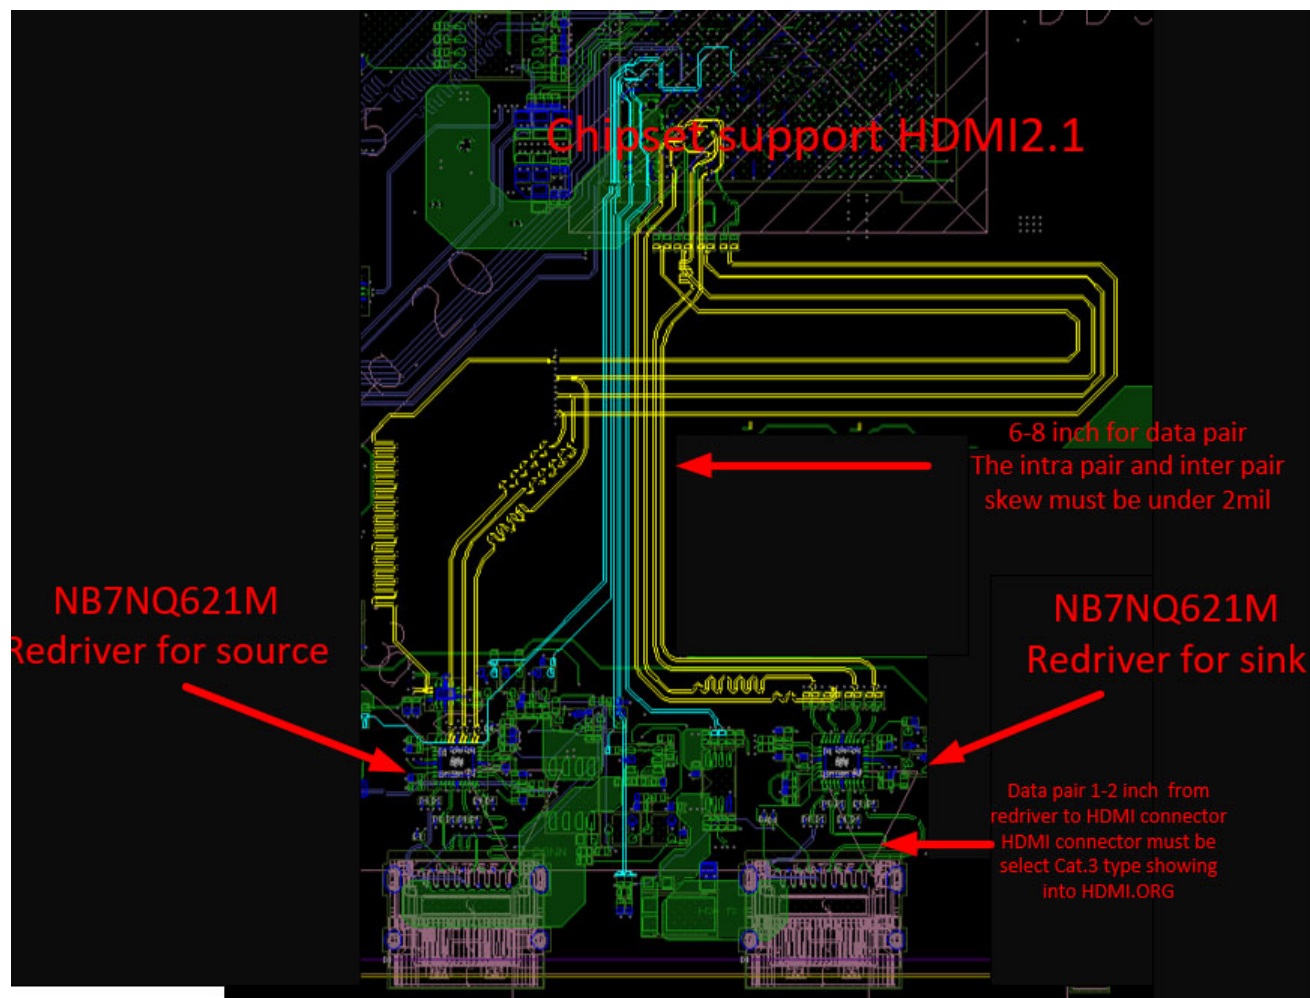 Chipset support HDMI2.1
6-8 inch for data pair
The intra pair and inter pair
skew must be under 2mil
NB7NQ621M
Redriver for source
NB7NQ621M
Redriver for sink
Data pair 1-2 inch from
redriver to HDMI connector
HDMI connector must be
select Cat.3 type showing
into HDMI.ORG